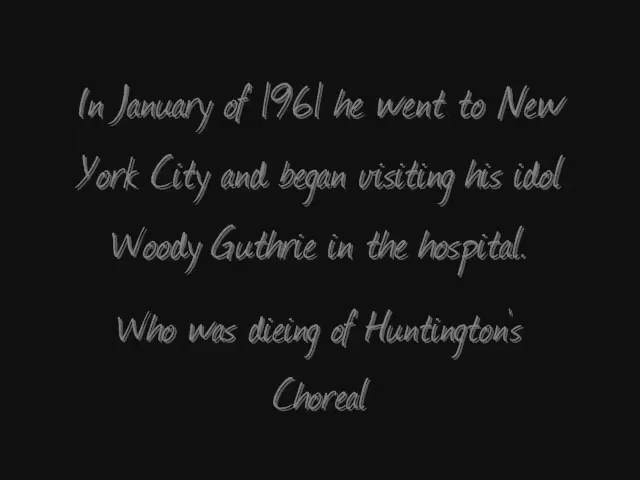 In January of 1961 he went to New
York City and began visiting his idol
Woody Guthrie in the hospital.
Who was dieing of Huntington's
Choreal